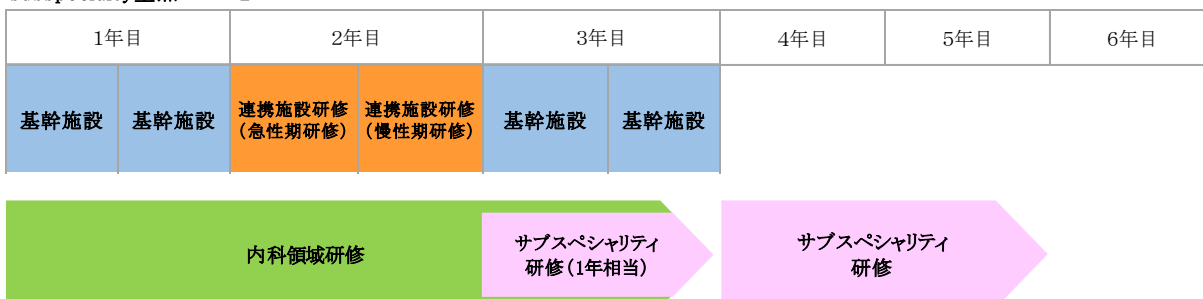 1年目 2年目 3年目 4年目 5年目 6年目
基幹施設 基幹施設 連携施設研修 連携施設研修 基幹施設 基幹施設
(急性期研修) (慢性期研修)
内科領域研修
サブスペシャリティ
研修(1年相当)
サブスペシャリティ
研修